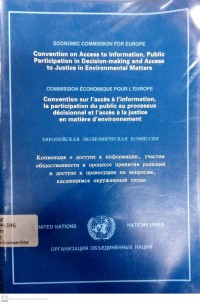 ECONOMIC COMMISSION FOR EUROPE
Convention on Access to Information, Public
Participation in Decision-making and Access
to Justice in Environmental Matters
COMMISSION ÉCONOMIQUE POUR L'EUROPE
Convention sur l'accès à l'information,
la participation du public au processus
décisionnel et l'accès à la justice
en matière d'environnement
ЕВРОПЕЙСКАЯ ЭКОНОМИЧЕСКАЯ КОМИССИЯ
Конвенция о доступе к информации, участии
общественности в процессе принятия решений
и доступе к правосудию по вопросам,
касающимся окружающей среды
UNITED NATIONS
NATIONS UNIES
ОРГАНИЗАЦИЯ ОБЪЕДИНЕННЫХ НАЦИЙ